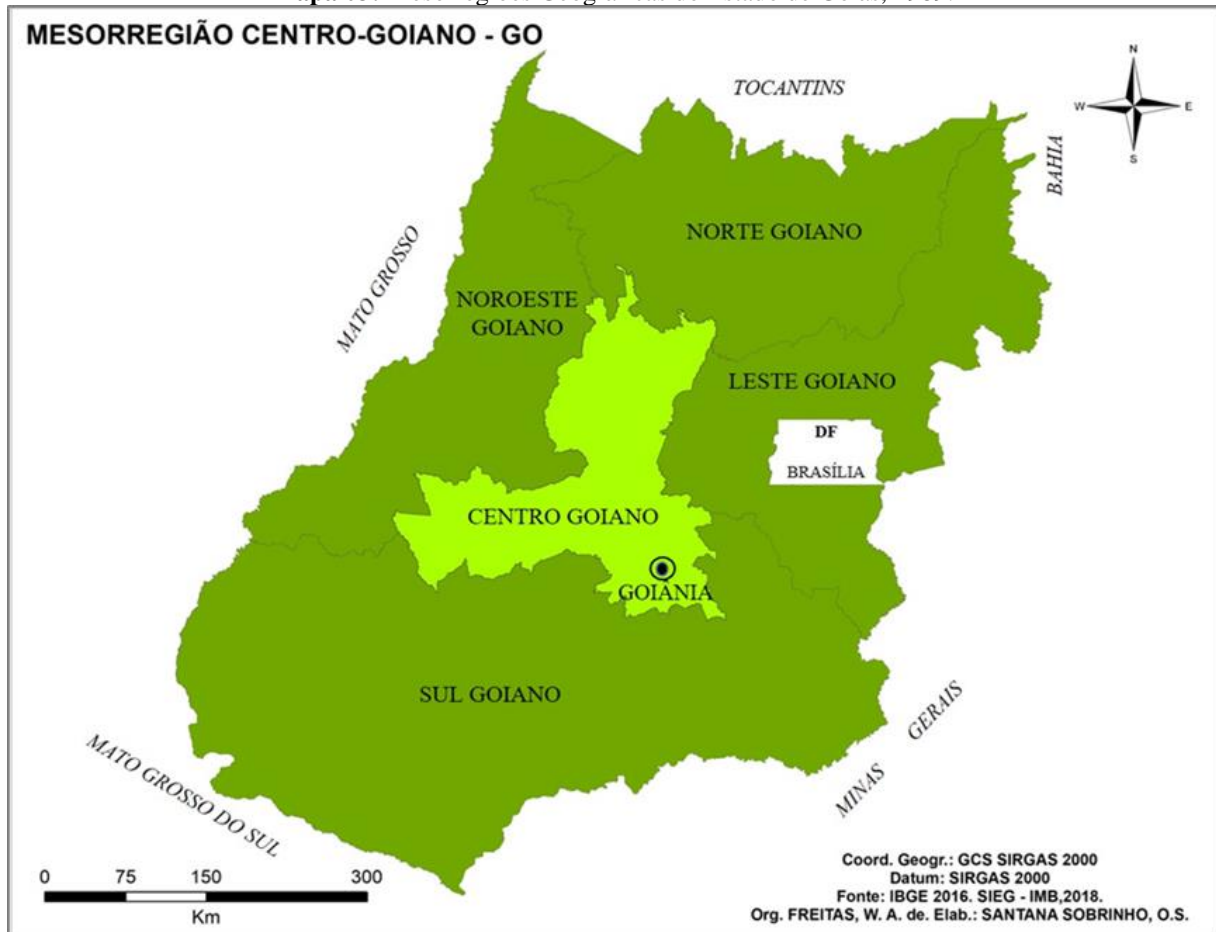 MESORREGIÃO CENTRO-GOIANO - GO
N
W
E
S
TOCANTINS
BAHIA
MATO GROSSO
NORTE GOIANO
NOROESTE
GOIANO
LESTE GOIANO
DF
BRASÍLIA
CENTRO GOIANO
GOIÂNIA
SUL GOIANO
MINAS GERAIS
MATO GROSSO DO SUL
0 75 150 300
Km
Coord. Geogr.: GCS SIRGAS 2000
Datum: SIRGAS 2000
Fonte: IBGE 2016. SIEG - IMB,2018.
Org. FREITAS, W. A. de. Elab.: SANTANA SOBRINHO, O.S.